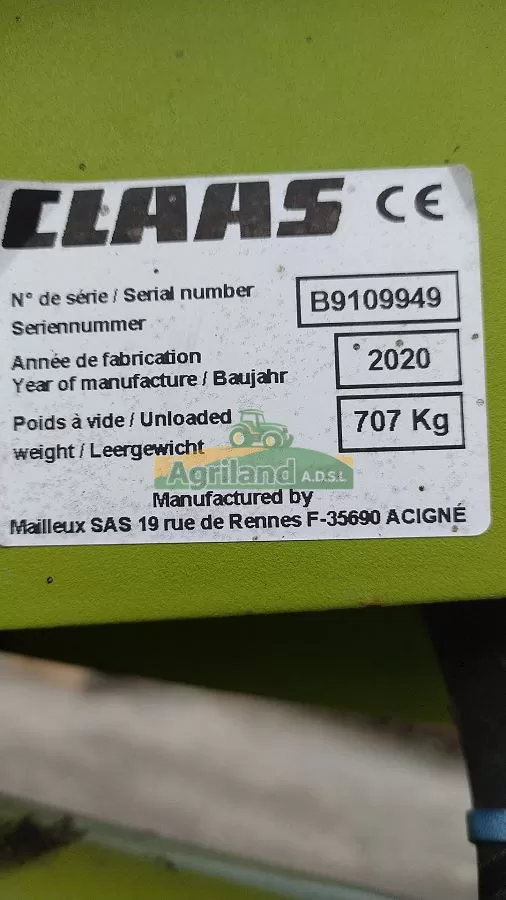 CLAAS CE
N° de série / Serial number B9109949
Seriennummer
Année de fabrication 2020
Year of manufacture / Baujahr
Poids à vide / Unloaded 707 Kg
weight / Leergewicht
Agriland A.D.S.L
Manufactured by
Mailleux SAS 19 rue de Rennes F-35690 ACIGNÉ